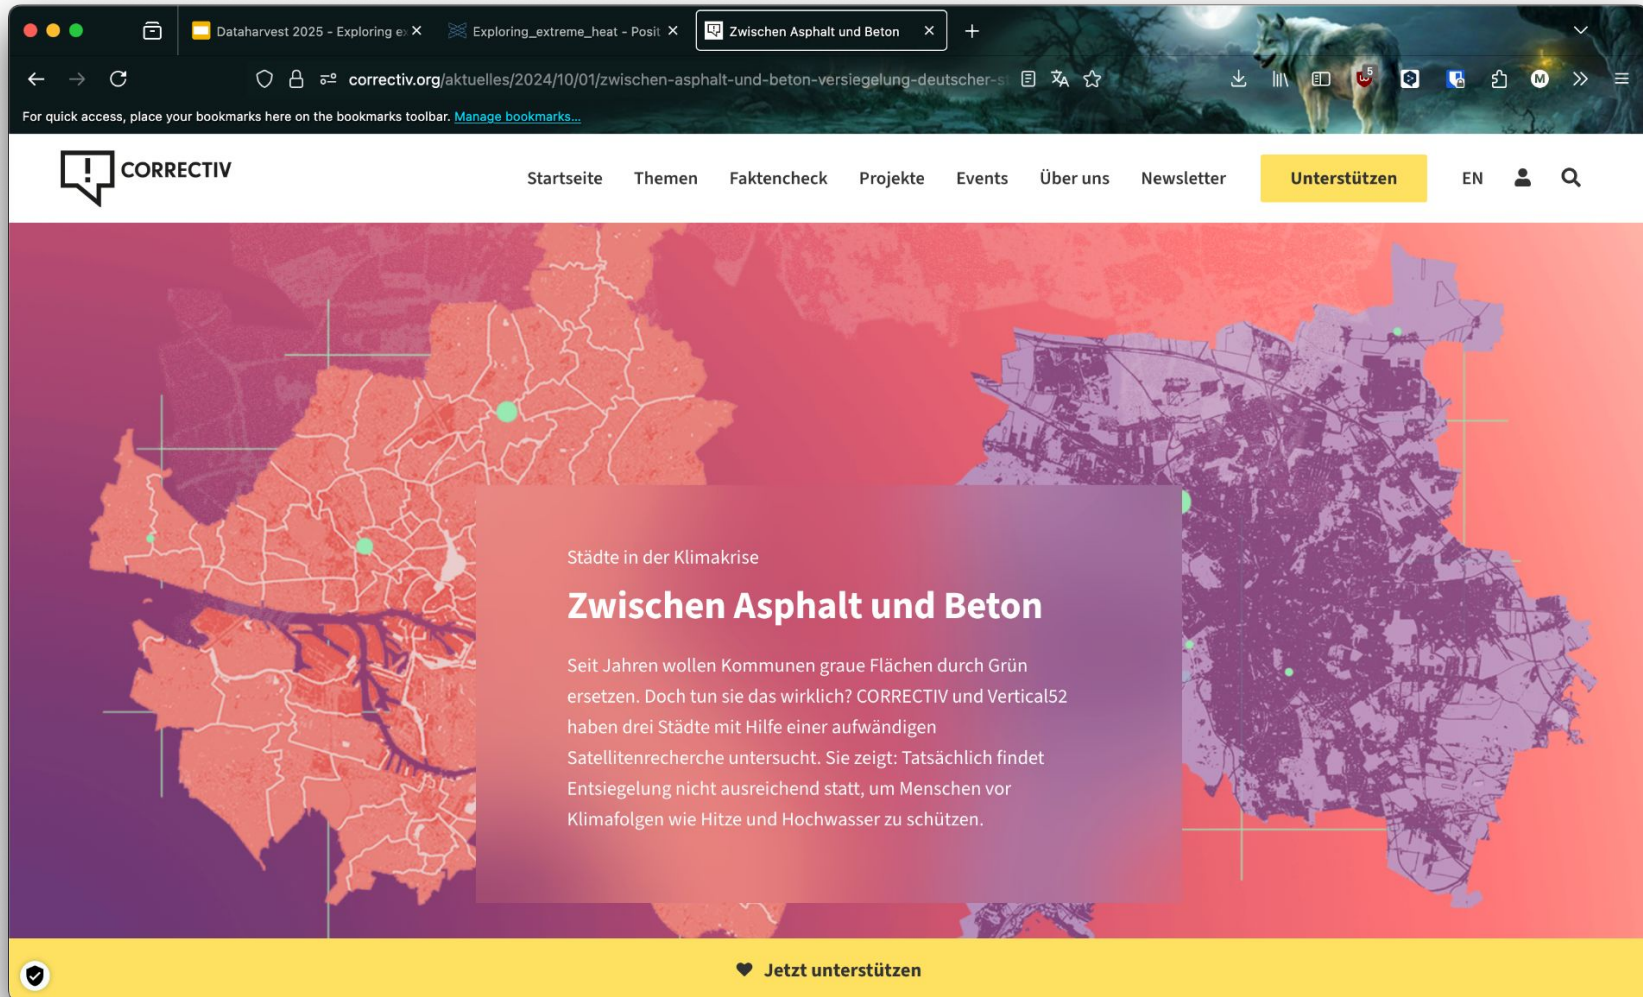 Dataharvest 2025 - Exploring e
Exploring_extreme_heat - Posit
Zwischen Asphalt und Beton
correctiv.org/aktuelles/2024/10/01/zwischen-asphalt-und-beton-versiegelung-deutscher-s
5
M
For quick access, place your bookmarks here on the bookmarks toolbar. Manage bookmarks...
CORRECTIV
Startseite Themen Faktencheck Projekte Events Über uns Newsletter Unterstützen EN
Städte in der Klimakrise
Zwischen Asphalt und Beton
Seit Jahren wollen Kommunen graue Flächen durch Grün
ersetzen. Doch tun sie das wirklich? CORRECTIV und Vertical52
haben drei Städte mit Hilfe einer aufwändigen
Satellitenrecherche untersucht. Sie zeigt: Tatsächlich findet
Entsiegelung nicht ausreichend statt, um Menschen vor
Klimafolgen wie Hitze und Hochwasser zu schützen.
Jetzt unterstützen